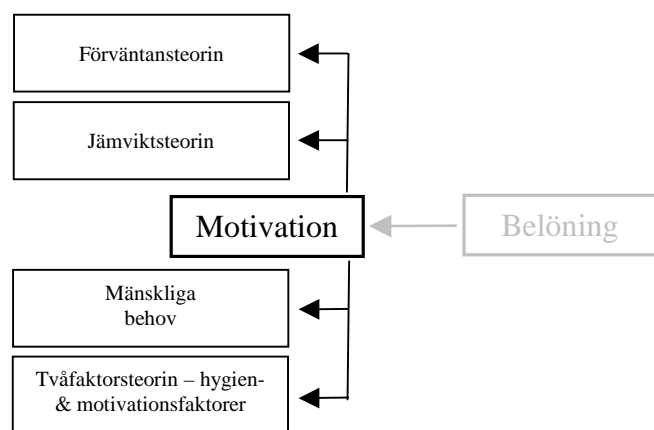 Förväntansteorin
Jämviktsteorin
Motivation
Belöning
Mänskliga
behov
Tvåfaktorsteorin – hygien-
& motivationsfaktorer